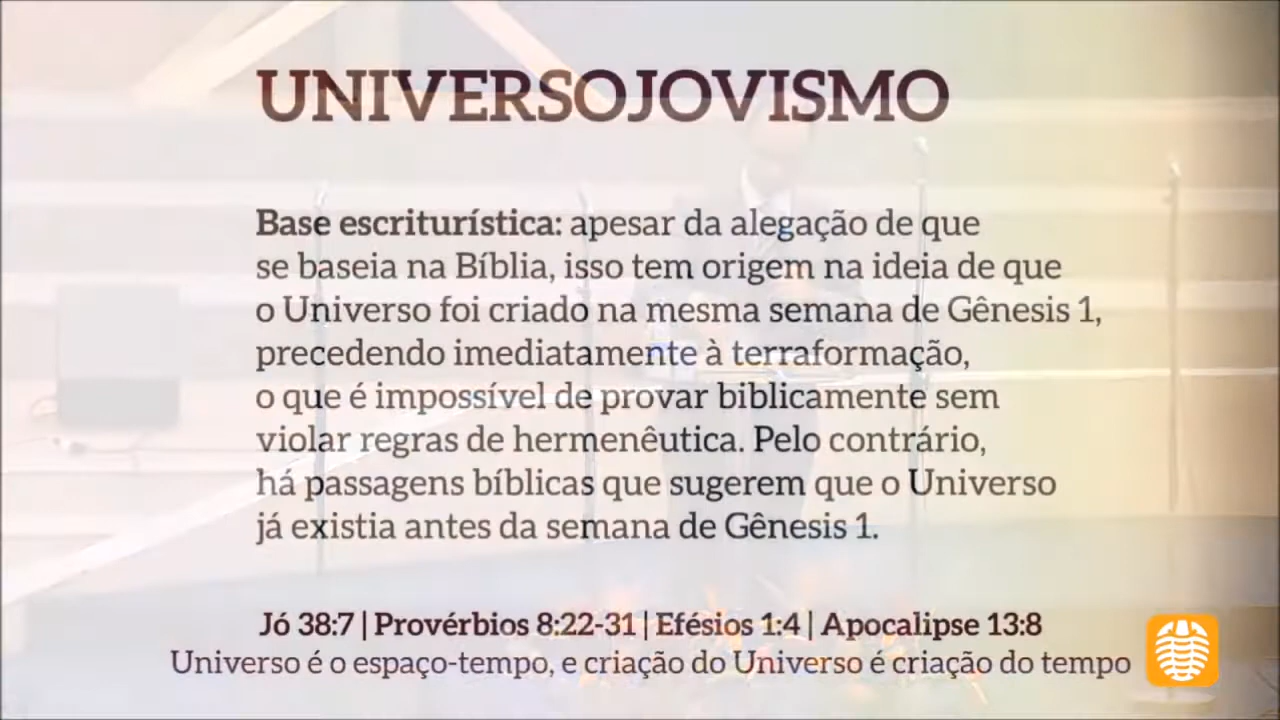 UNIVERSOJOVISMO
Base escriturística: apesar da alegação de que
se baseia na Bíblia, isso tem origem na ideia de que
o Universo foi criado na mesma semana de Gênesis 1,
precedendo imediatamente à terraformação,
o que é impossível de provar biblicamente sem
violar regras de hermenêutica. Pelo contrário,
há passagens bíblicas que sugerem que o Universo
já existia antes da semana de Gênesis 1.
Jó 38:7 | Provérbios 8:22-31 | Efésios 1:4 | Apocalipse 13:8
Universo é o espaço-tempo, e criação do Universo é criação do tempo